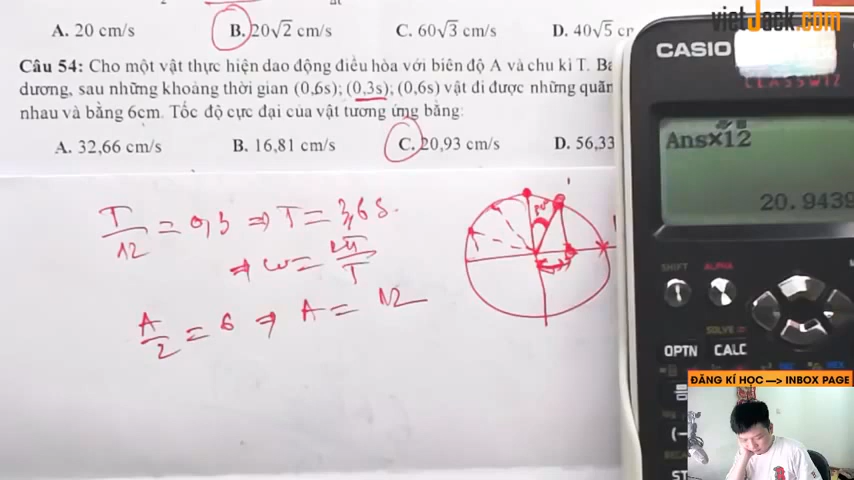 A. 20 cm/s B. 20√2 cm/s C. 60√3 cm/s D. 40√5 cm
Câu 54: Cho một vật thực hiện dao động điều hòa với biên độ A và chu kì T. Ba
dương, sau những khoảng thời gian (0,6s); (0,3s); (0,6s) vật đi được những quãn
nhau và bằng 6cm. Tốc độ cực đại của vật tương ứng bằng:
A. 32,66 cm/s B. 16,81 cm/s C. 20,93 cm/s D. 56,33
T/12 = 0,3 ⇒ T = 3,6 s.
⇒ ω = 2π/T
A/2 = 6 ⇒ A = 12
30°
vietJack.com
CASIO
CLASSWIZ
Ans×12
20.9439
SHIFT ALPHA
SOLVE =
OPTN CALC
(−)
ĐĂNG KÍ HỌC —> INBOX PAGE